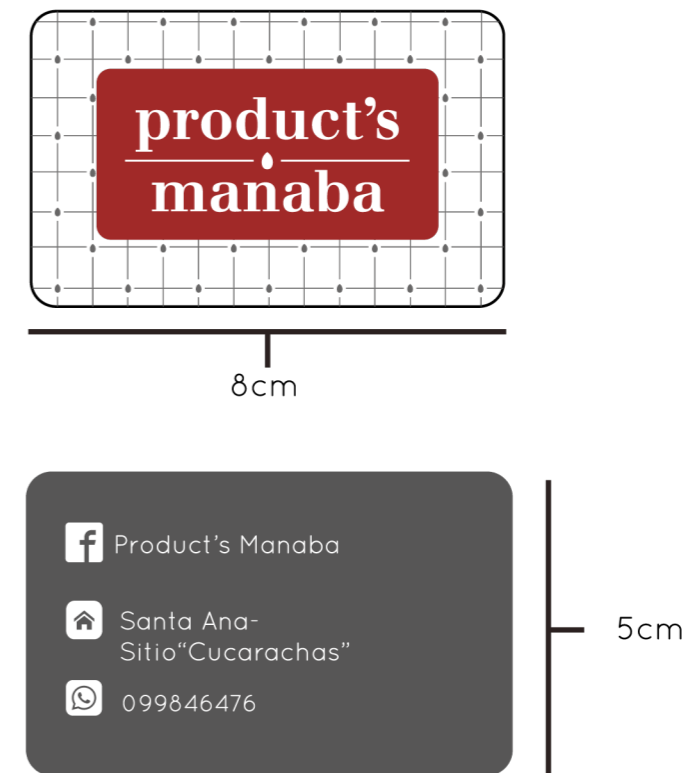 product's
manaba
8cm
Product's Manaba
Santa Ana-
Sitio“Cucarachas”
099846476
5cm